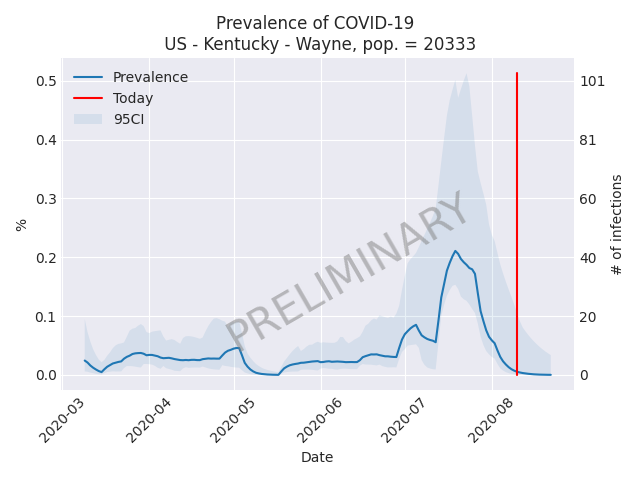 Prevalence of COVID-19
US - Kentucky - Wayne, pop. = 20333
Prevalence
Today
95CI
PRELIMINARY
%
0.5
0.4
0.3
0.2
0.1
0.0
101
81
60
40
20
0
# of infections
2020-03
2020-04
2020-05
2020-06
2020-07
2020-08
Date